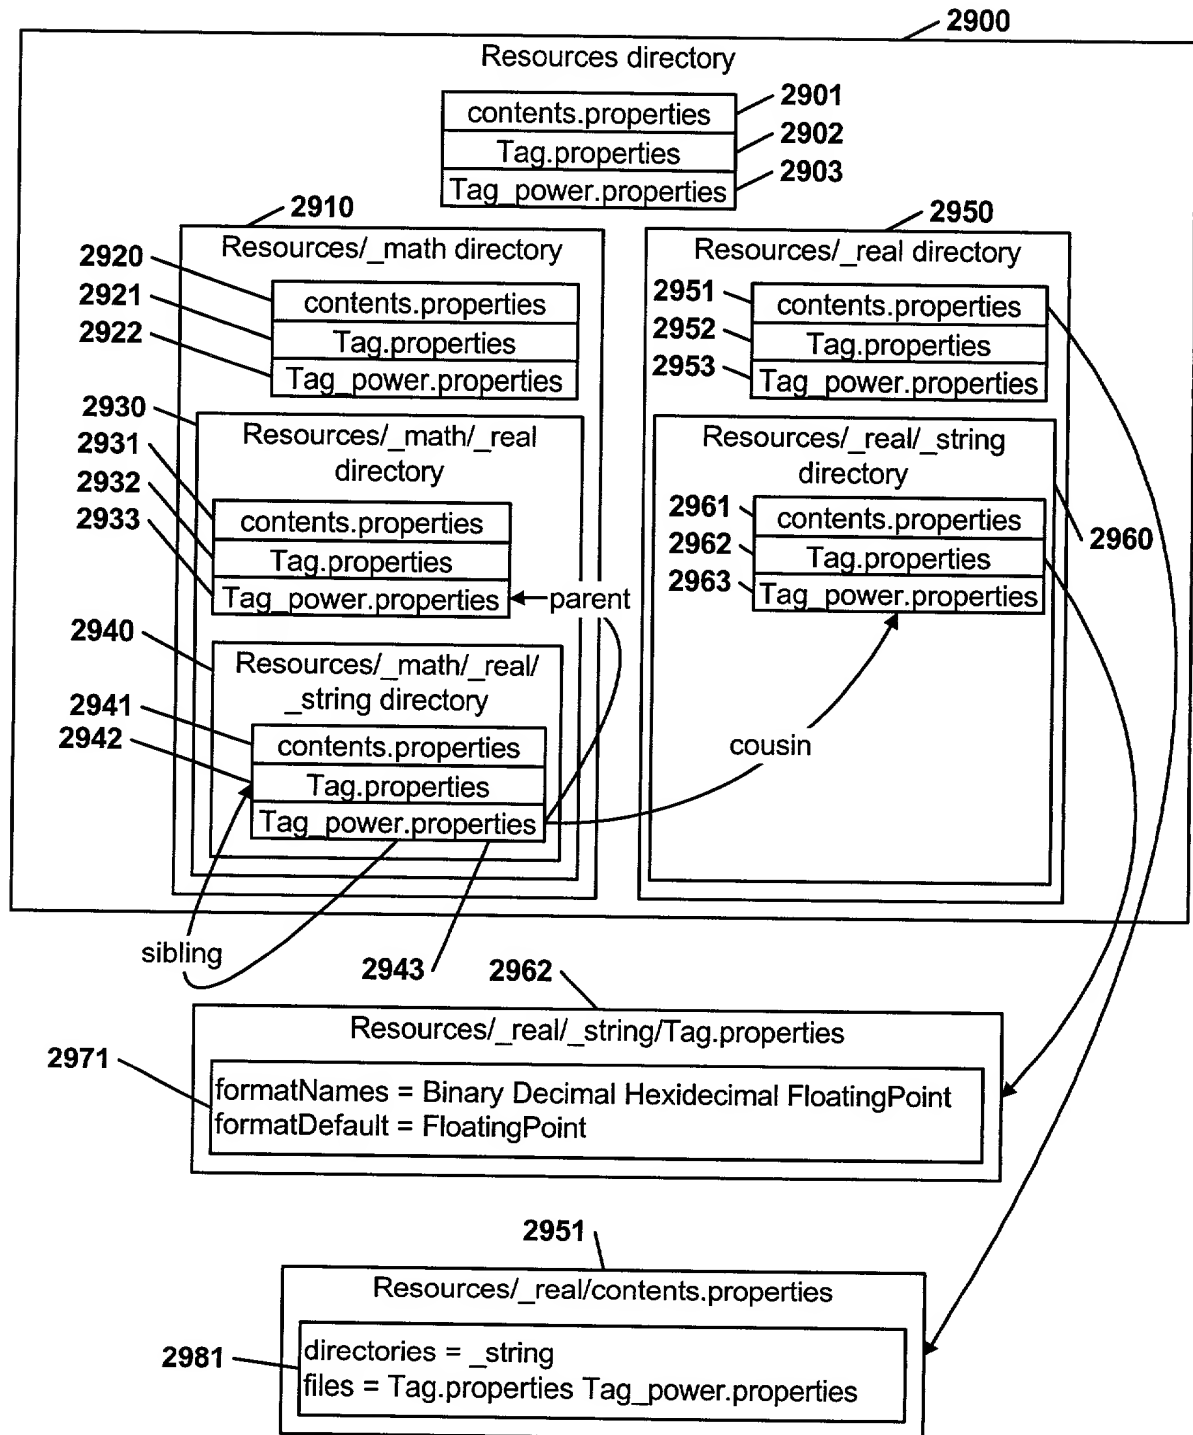 2900
Resources directory
contents.properties
2901
Tag.properties
2902
Tag_power.properties
2903
2910
Resources/_math directory
2920
contents.properties
2921
Tag.properties
2922
Tag_power.properties
2930
Resources/_math/_real
directory
2931
contents.properties
2932
Tag.properties
2933
Tag_power.properties
parent
2940
Resources/_math/_real/
_string directory
2941
contents.properties
2942
Tag.properties
Tag_power.properties
sibling
2943
cousin
2950
Resources/_real directory
2951
contents.properties
2952
Tag.properties
2953
Tag_power.properties
Resources/_real/_string
directory
2960
2961
contents.properties
2962
Tag.properties
2963
Tag_power.properties
2962
Resources/_real/_string/Tag.properties
2971
formatNames = Binary Decimal Hexidecimal FloatingPoint
formatDefault = FloatingPoint
2951
Resources/_real/contents.properties
2981
directories = _string
files = Tag.properties Tag_power.properties